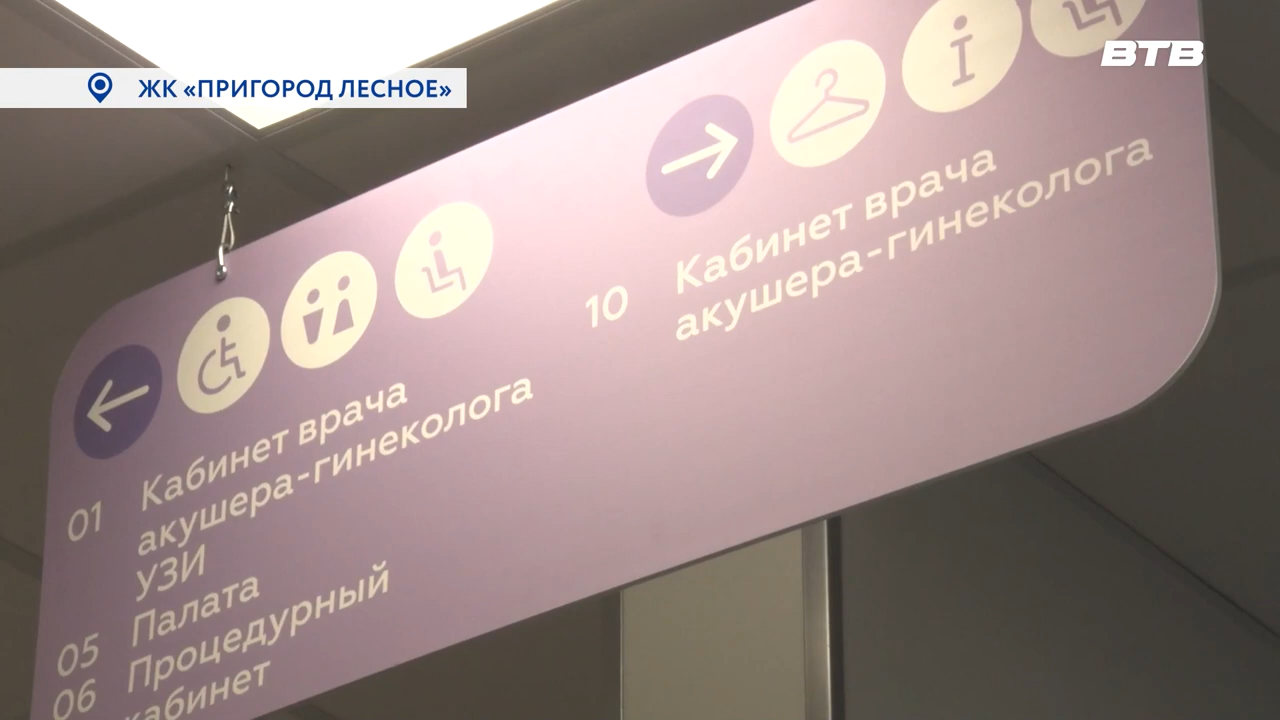 ЖК «ПРИГОРОД ЛЕСНОЕ»
ВТВ
01 Кабинет врача
акушера-гинеколога
УЗИ
05 Палата
06 Процедурный
кабинет
10 Кабинет врача
акушера-гинеколога